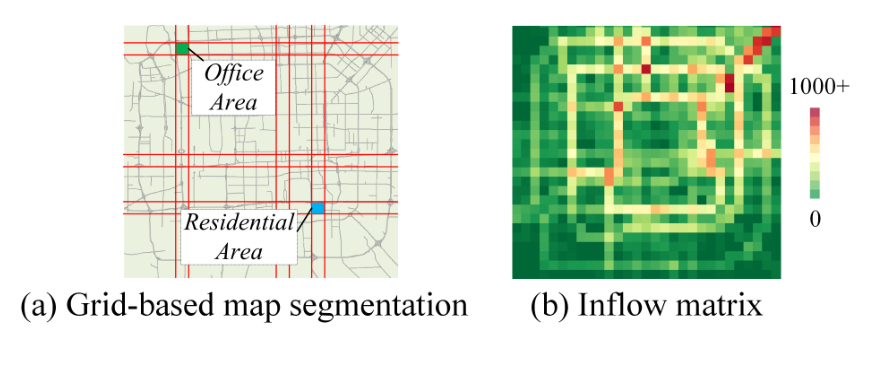 Office
Area
Residential
Area
1000+
0
(a) Grid-based map segmentation
(b) Inflow matrix